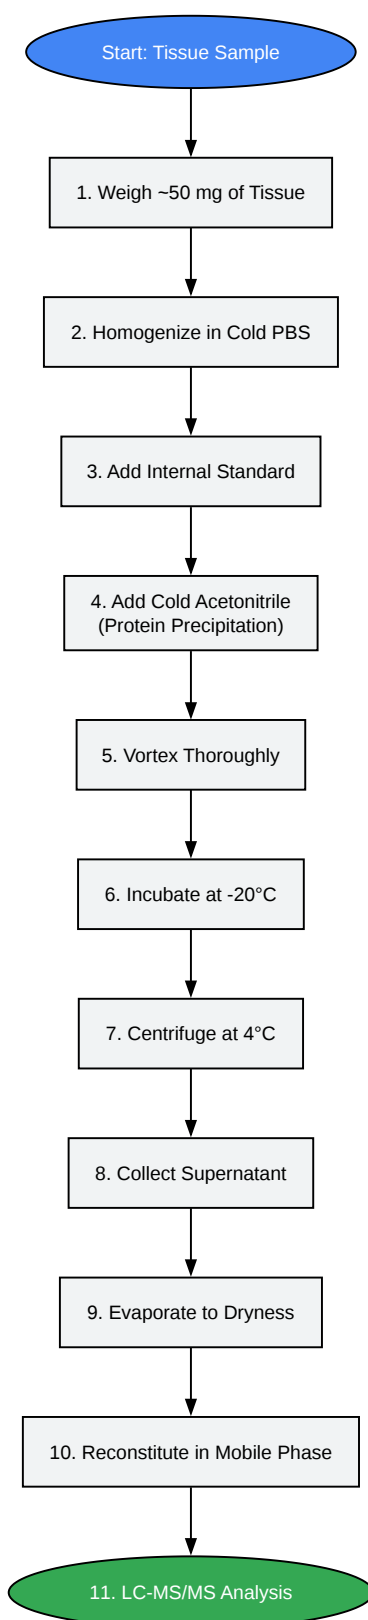 Start: Tissue Sample
1. Weigh ~50 mg of Tissue
2. Homogenize in Cold PBS
3. Add Internal Standard
4. Add Cold Acetonitrile
(Protein Precipitation)
5. Vortex Thoroughly
6. Incubate at -20°C
7. Centrifuge at 4°C
8. Collect Supernatant
9. Evaporate to Dryness
10. Reconstitute in Mobile Phase
11. LC-MS/MS Analysis